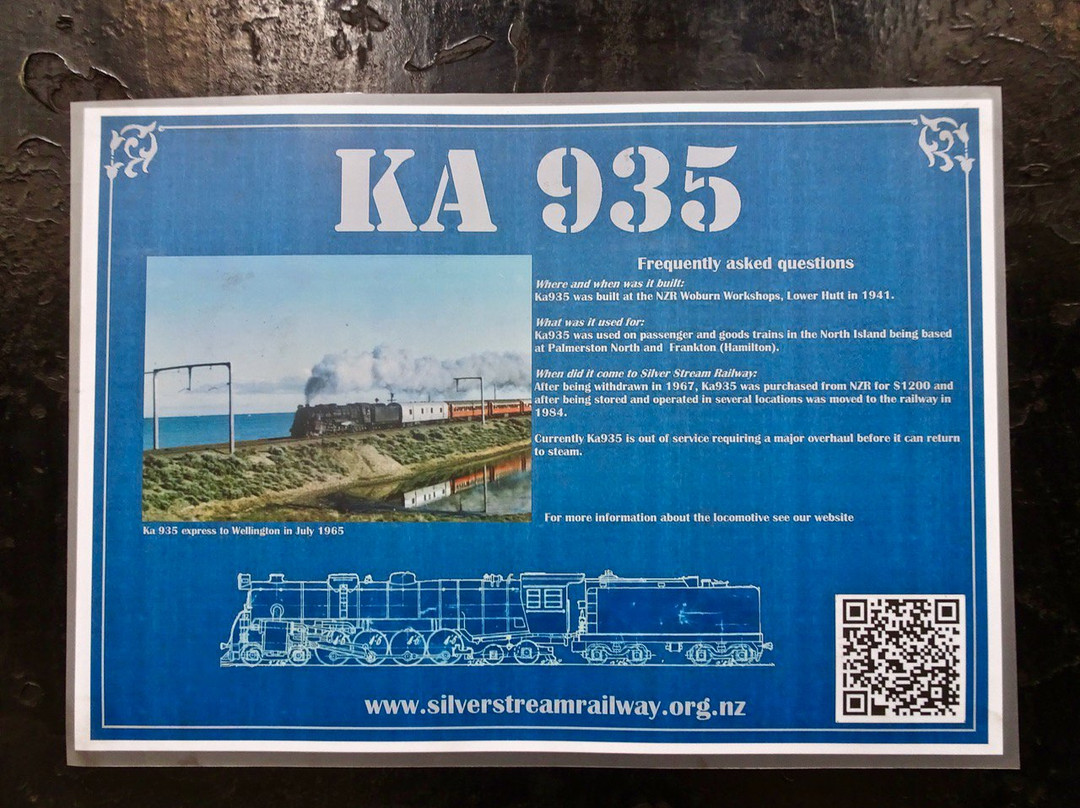 KA 935
Frequently asked questions
Where and when was it built:
Ka935 was built at the NZR Woburn Workshops, Lower Hutt in 1941.
What was it used for:
Ka935 was used on passenger and goods trains in the North Island being based
at Palmerston North and Frankton (Hamilton).
When did it come to Silver Stream Railway:
After being withdrawn in 1967, Ka935 was purchased from NZR for $1200 and
after being stored and operated in several locations was moved to the railway in
1984.
Currently Ka935 is out of service requiring a major overhaul before it can return
to steam.
For more information about the locomotive see our website
Ka 935 express to Wellington in July 1965
www.silverstreamrailway.org.nz